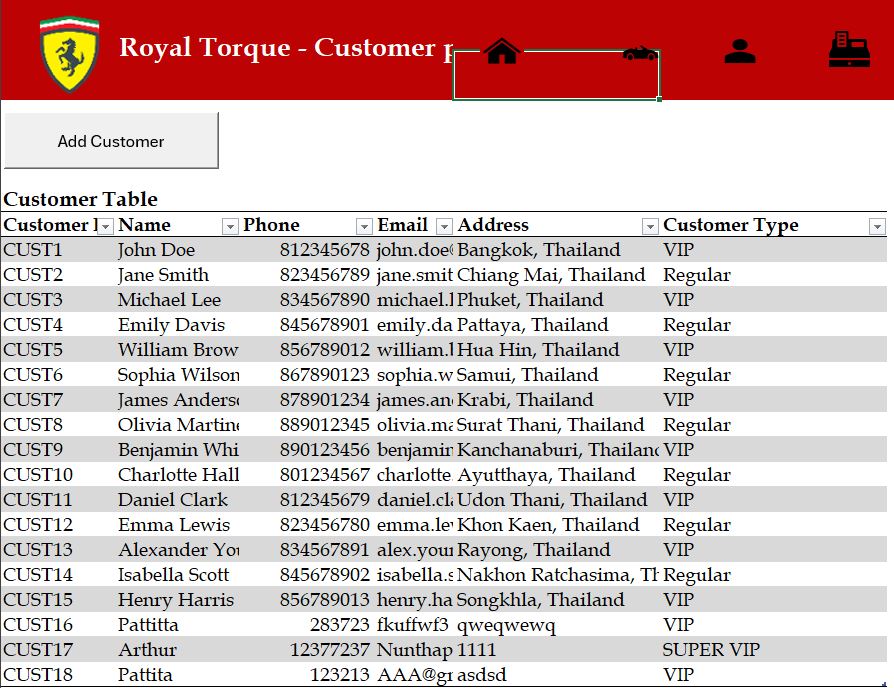 Royal Torque - Customer
Add Customer
Customer Table
Customer Name Phone Email Address Customer Type
CUST1 John Doe 812345678 john.doe Bangkok, Thailand VIP
CUST2 Jane Smith 823456789 jane.smit Chiang Mai, Thailand Regular
CUST3 Michael Lee 834567890 michael. Phuket, Thailand VIP
CUST4 Emily Davis 845678901 emily.da Pattaya, Thailand Regular
CUST5 William Brow 856789012 william. Hua Hin, Thailand VIP
CUST6 Sophia Wilson 867890123 sophia.w Samui, Thailand Regular
CUST7 James Anders 878901234 james.an Krabi, Thailand VIP
CUST8 Olivia Martin 889012345 olivia.m Surat Thani, Thailand Regular
CUST9 Benjamin Whi 890123456 benjamin Kanchanaburi, Thailan VIP
CUST10 Charlotte Hall 801234567 charlotte Ayutthaya, Thailand Regular
CUST11 Daniel Clark 812345679 daniel.cl Udon Thani, Thailand VIP
CUST12 Emma Lewis 823456780 emma.le Khon Kaen, Thailand Regular
CUST13 Alexander Yo 834567891 alex.you Rayong, Thailand VIP
CUST14 Isabella Scott 845678902 isabella.s Nakhon Ratchasima, Th Regular
CUST15 Henry Harris 856789013 henry.ha Songkhla, Thailand VIP
CUST16 Pattitta 283723 fkuffwf3 qweqwewq VIP
CUST17 Arthur 12377237 Nunthap 1111 SUPER VIP
CUST18 Pattita 123213 AAA@g asdsd VIP